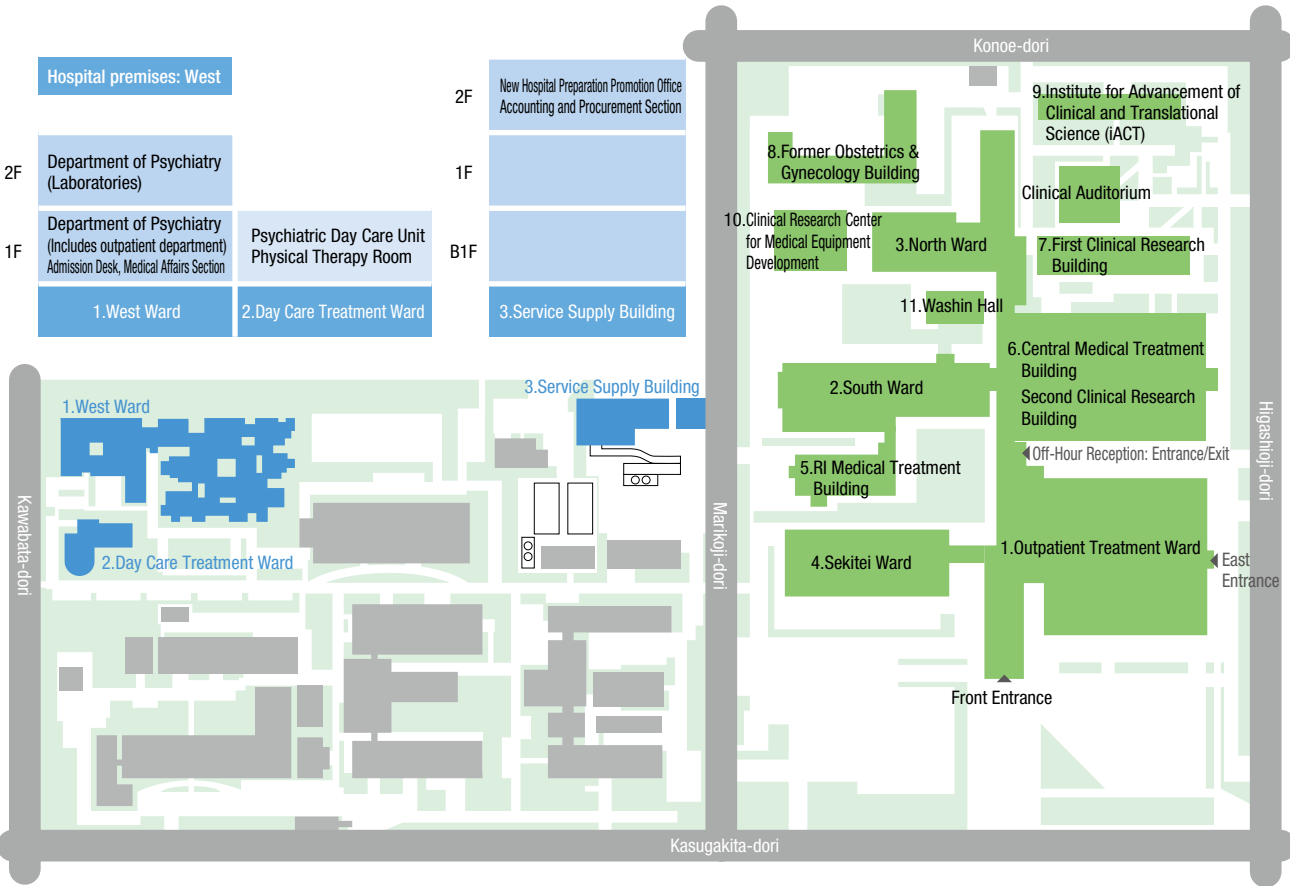 Hospital premises: West
2F
Department of Psychiatry
(Laboratories)
1F
Department of Psychiatry
(Includes outpatient department)
Admission Desk, Medical Affairs Section
Psychiatric Day Care Unit
Physical Therapy Room
1.West Ward
2.Day Care Treatment Ward
2F
New Hospital Preparation Promotion Office
Accounting and Procurement Section
1F
B1F
3.Service Supply Building
1.West Ward
2.Day Care Treatment Ward
3.Service Supply Building
Kawabata-dori
Marikoji-dori
Konoe-dori
Higashioji-dori
Kasugakita-dori
9.Institute for Advancement of
Clinical and Translational
Science (iACT)
8.Former Obstetrics &
Gynecology Building
Clinical Auditorium
10.Clinical Research Center
for Medical Equipment
Development
3.North Ward
7.First Clinical Research
Building
11.Washin Hall
6.Central Medical Treatment
Building
Second Clinical Research
Building
2.South Ward
Off-Hour Reception: Entrance/Exit
5.RI Medical Treatment
Building
4.Sekitei Ward
1.Outpatient Treatment Ward
East
Entrance
Front Entrance